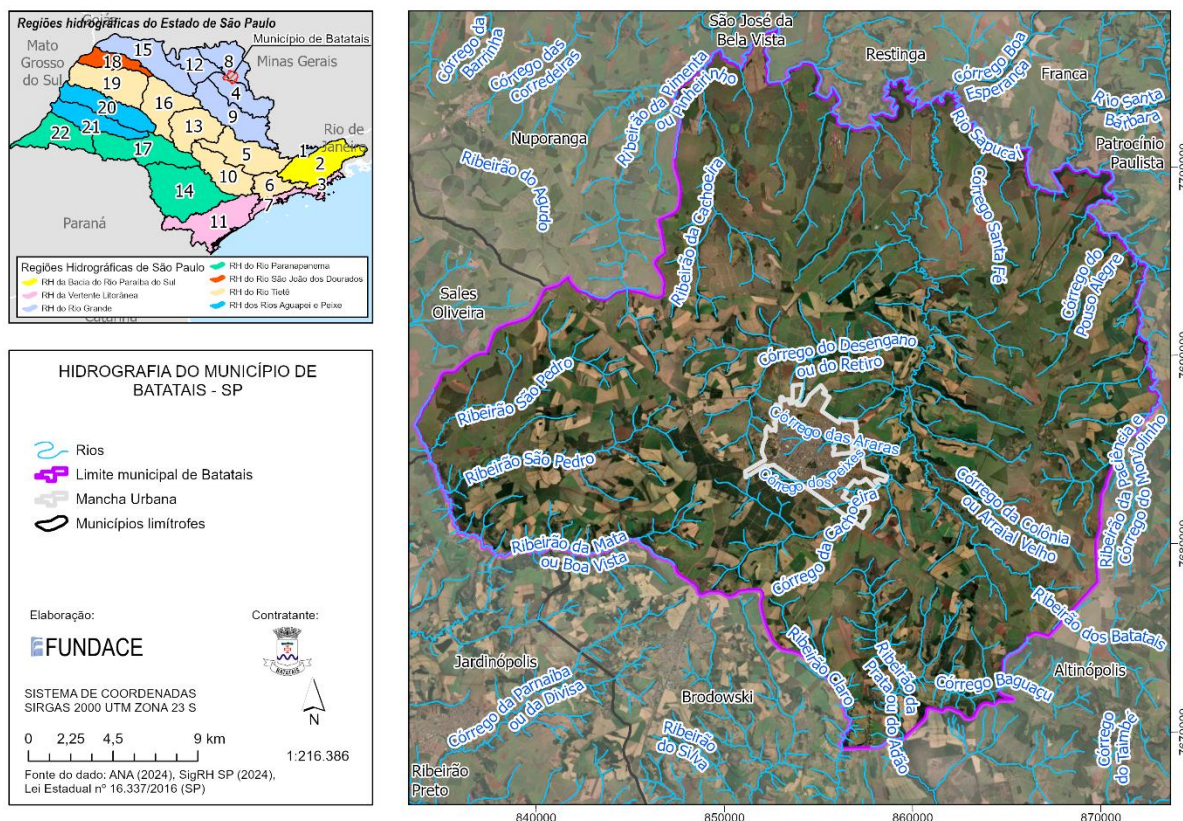 Regiões hidrográficas do Estado de São Paulo
Goiás
Município de Batatais
Mato
Grosso
do Sul
Minas Gerais
Rio de
Janeiro
Paraná
15
18
12
8
19
4
16
20
9
22
21
13
17
5
1
2
10
14
6
3
7
11
Regiões Hidrográficas de São Paulo
RH da Bacia do Rio Paraíba do Sul
RH da Vertente Litorânea
RH do Rio Grande
RH do Rio Paranapanema
RH do Rio São João dos Dourados
RH do Rio Tietê
RH dos Rios Aguapeí e Peixe
HIDROGRAFIA DO MUNICÍPIO DE
BATATAIS - SP
Rios
Limite municipal de Batatais
Mancha Urbana
Municípios limítrofes
Elaboração:
FUNDACE
Contratante:
BATATAIS
SISTEMA DE COORDENADAS
SIRGAS 2000 UTM ZONA 23 S
N
0 2,25 4,5 9 km
1:216.386
Fonte do dado: ANA (2024), SigRH SP (2024),
Lei Estadual nº 16.337/2016 (SP)
Córrego da
Barrinha
Córrego das
Corredeiras
São José da
Bela Vista
Restinga
Córrego Boa
Esperança
Franca
Rio Santa
Bárbara
Patrocínio
Paulista
Nuporanga
Ribeirão da Pimenta
ou Pinheirinho
Rio Sapucaí
Ribeirão do Agudo
Ribeirão da Cachoeira
Córrego Santa Fé
Córrego do
Pouso Alegre
Sales
Oliveira
Córrego do Desengano
ou do Retiro
Ribeirão São Pedro
Córrego das Araras
Ribeirão São Pedro
Córrego dos Peixes
Ribeirão da Paciência e
Córrego do Monjolinho
Córrego da Colônia
ou Arraial Velho
Ribeirão da Mata
ou Boa Vista
Córrego da Cachoeira
Ribeirão dos Batatais
Jardinópolis
Córrego da Parnaíba
ou da Divisa
Brodowski
Ribeirão Claro
Ribeirão da
Prata ou do Adão
Córrego Baguaçu
Altinópolis
Ribeirão
do Silva
Córrego
do Taimbé
Ribeirão
Preto
7700000
7690000
7680000
7670000
840000 850000 860000 870000